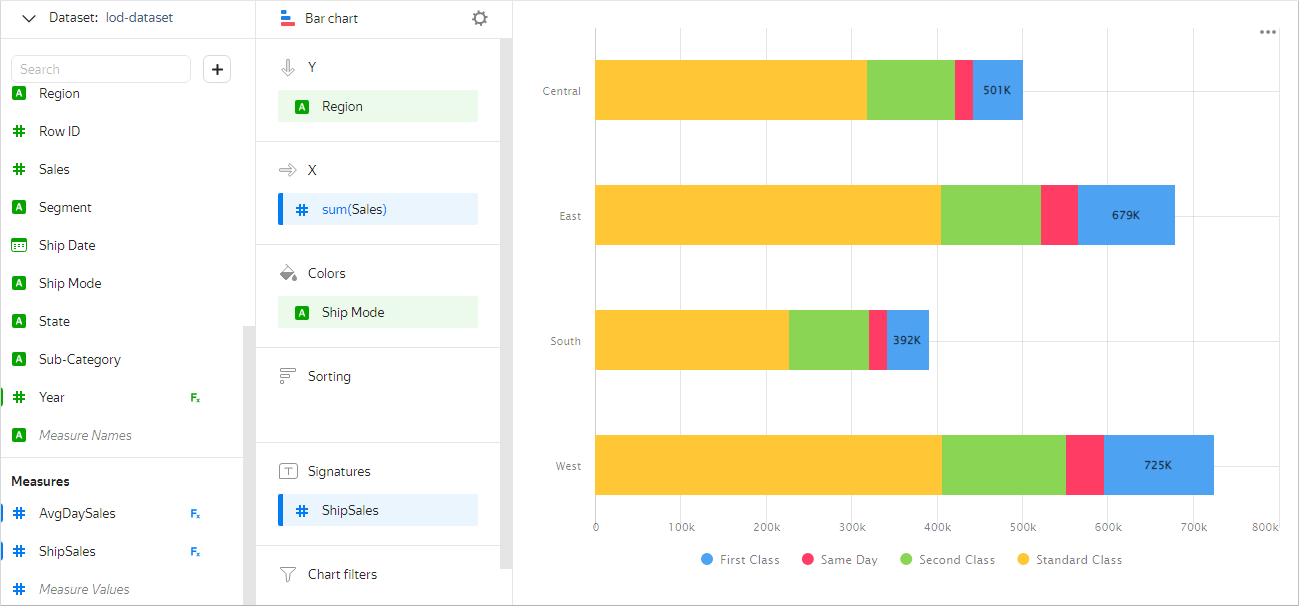 Dataset: lod-dataset
Search
+
A Region
# Row ID
# Sales
A Segment
Ship Date
A Ship Mode
A State
A Sub-Category
# Year Fx
A Measure Names
Measures
# AvgDaySales Fx
# ShipSales Fx
# Measure Values
Bar chart
Y
A Region
X
# sum(Sales)
Colors
A Ship Mode
Sorting
T Signatures
# ShipSales
Chart filters
Central
501K
East
679K
South
392K
West
725K
0 100k 200k 300k 400k 500k 600k 700k 800k
First Class Same Day Second Class Standard Class